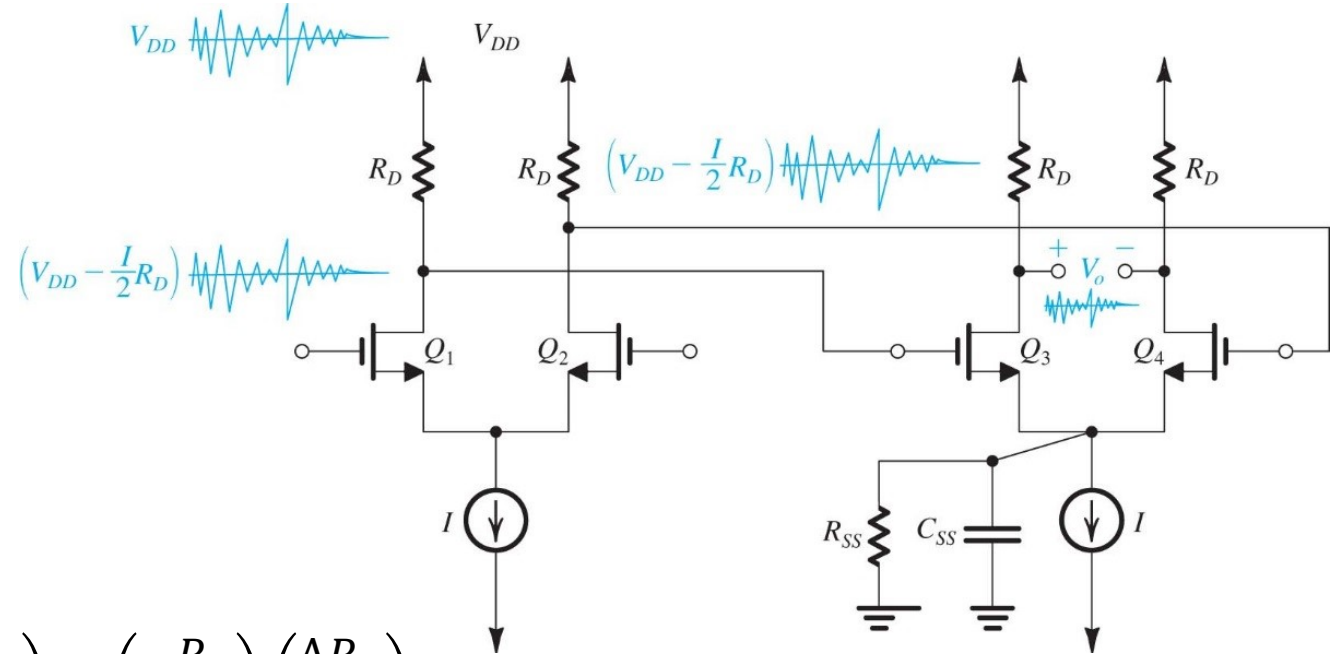 V_DD
V_DD
R_D
R_D
(V_DD − I/2 R_D)
R_D
R_D
(V_DD − I/2 R_D)
+ V_o −
Q_1
Q_2
Q_3
Q_4
I
R_SS
C_SS
I